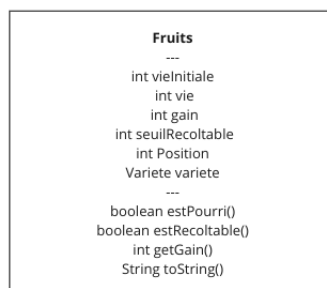 Fruits
---
int vieInitiale
int vie
int gain
int seuilRecoltable
int Position
Variete variete
---
boolean estPourri()
boolean estRecoltable()
int getGain()
String toString()